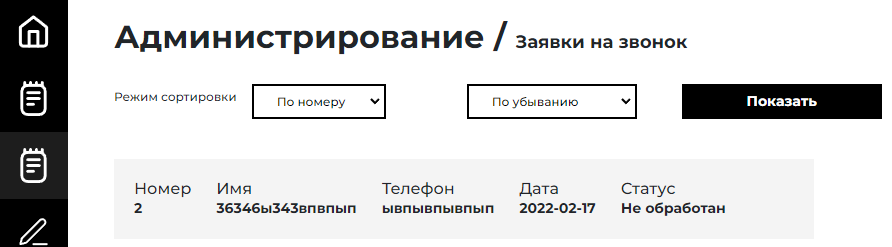 Администрирование / Заявки на звонок
Режим сортировки По номеру По убыванию Показать
Номер Имя Телефон Дата Статус
2 36346ы343впвпып ывпывпывпып 2022-02-17 Не обработан